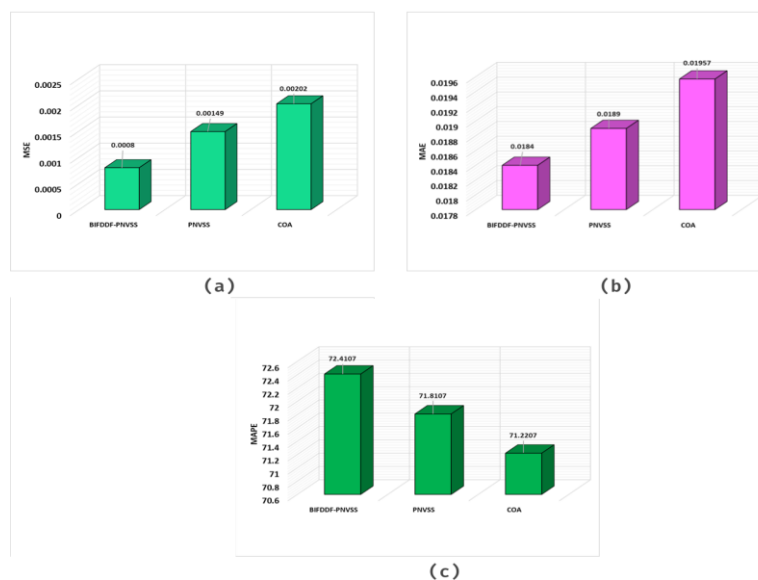 0.0025
0.002
0.0015
0.001
0.0005
0
MSE
0.0008
0.00149
0.00202
BIFDDF-PNVSS
PNVSS
COA
(a)
0.0196
0.0194
0.0192
0.019
0.0188
0.0186
0.0184
0.0182
0.018
0.0178
MAE
0.0184
0.0189
0.01957
BIFDDF-PNVSS
PNVSS
COA
(b)
72.6
72.4
72.2
72
71.8
71.6
71.4
71.2
71
70.8
70.6
MAPE
72.4107
71.8107
71.2207
BIFDDF-PNVSS
PNVSS
COA
(c)